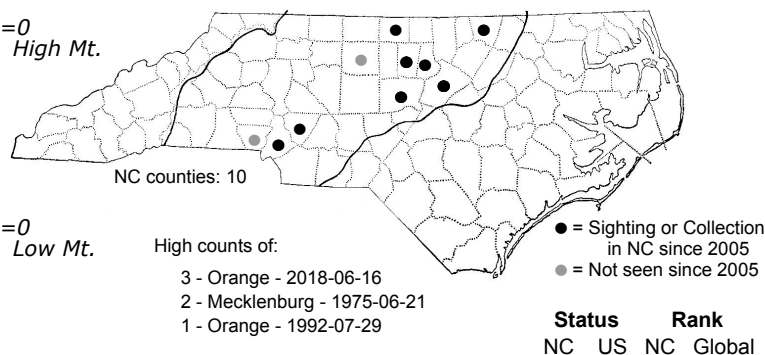 =0
High Mt.
NC counties: 10
=0
Low Mt.
High counts of:
3 - Orange - 2018-06-16
2 - Mecklenburg - 1975-06-21
1 - Orange - 1992-07-29
● = Sighting or Collection
in NC since 2005
● = Not seen since 2005
Status Rank
NC US NC Global